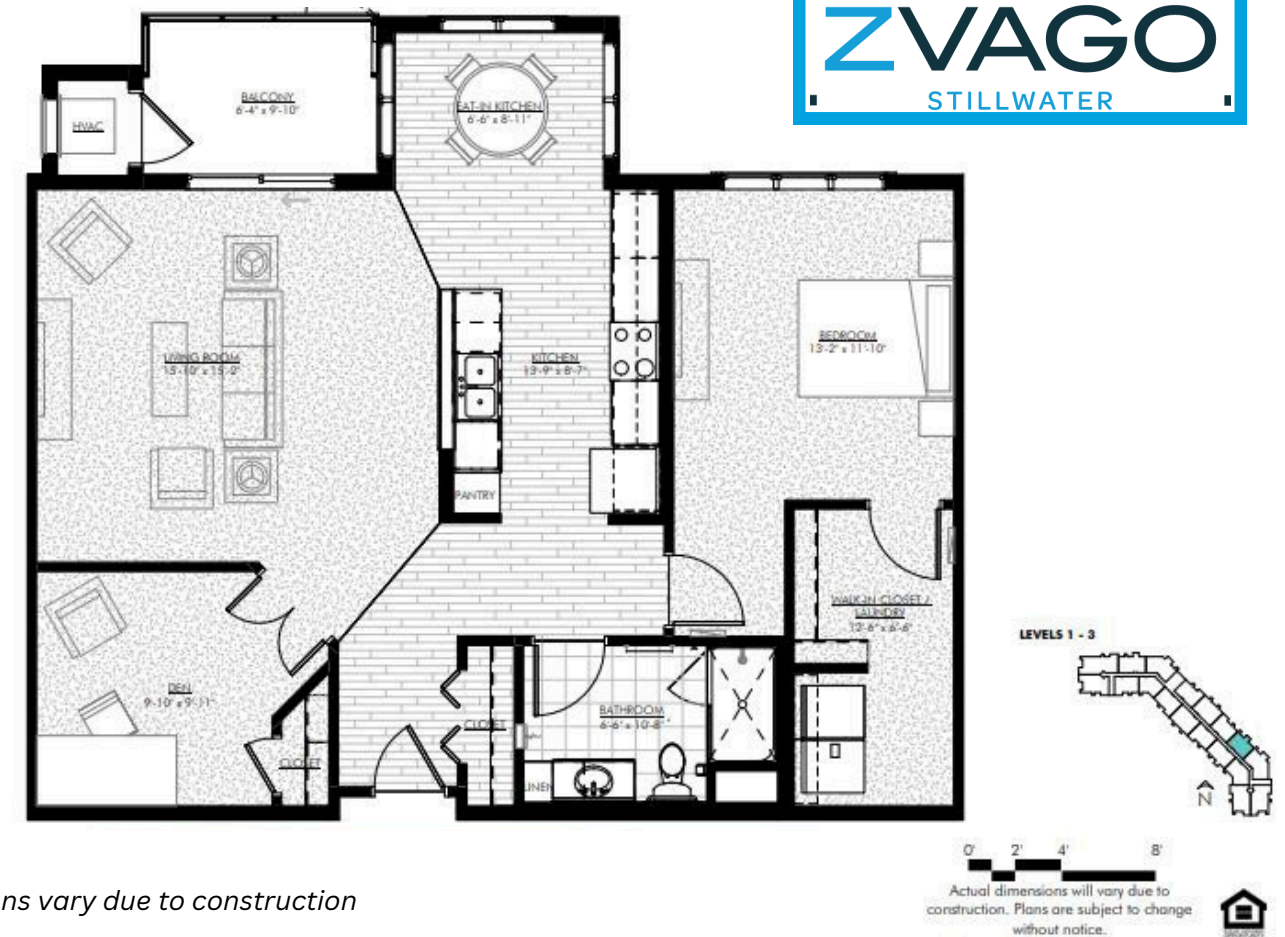 ZVAGO
STILLWATER
BALCONY
6'-4" x 9'-10"
HVAC
EAT-IN KITCHEN
6'-6" x 8'-11"
LIVING ROOM
15'-10" x 15'-2"
KITCHEN
13'-9" x 8'-7"
BEDROOM
13'-2" x 11'-10"
PANTRY
WALK-IN CLOSET /
LAUNDRY
12'-6" x 6'-6"
DEN
9'-10" x 9'-11"
CLOSET
CLOSET
BATHROOM
6'-6" x 10'-8"
LINEN
LEVELS 1 - 3
N
0' 2' 4' 8'
Actual dimensions will vary due to
construction. Plans are subject to change
without notice.
ns vary due to construction